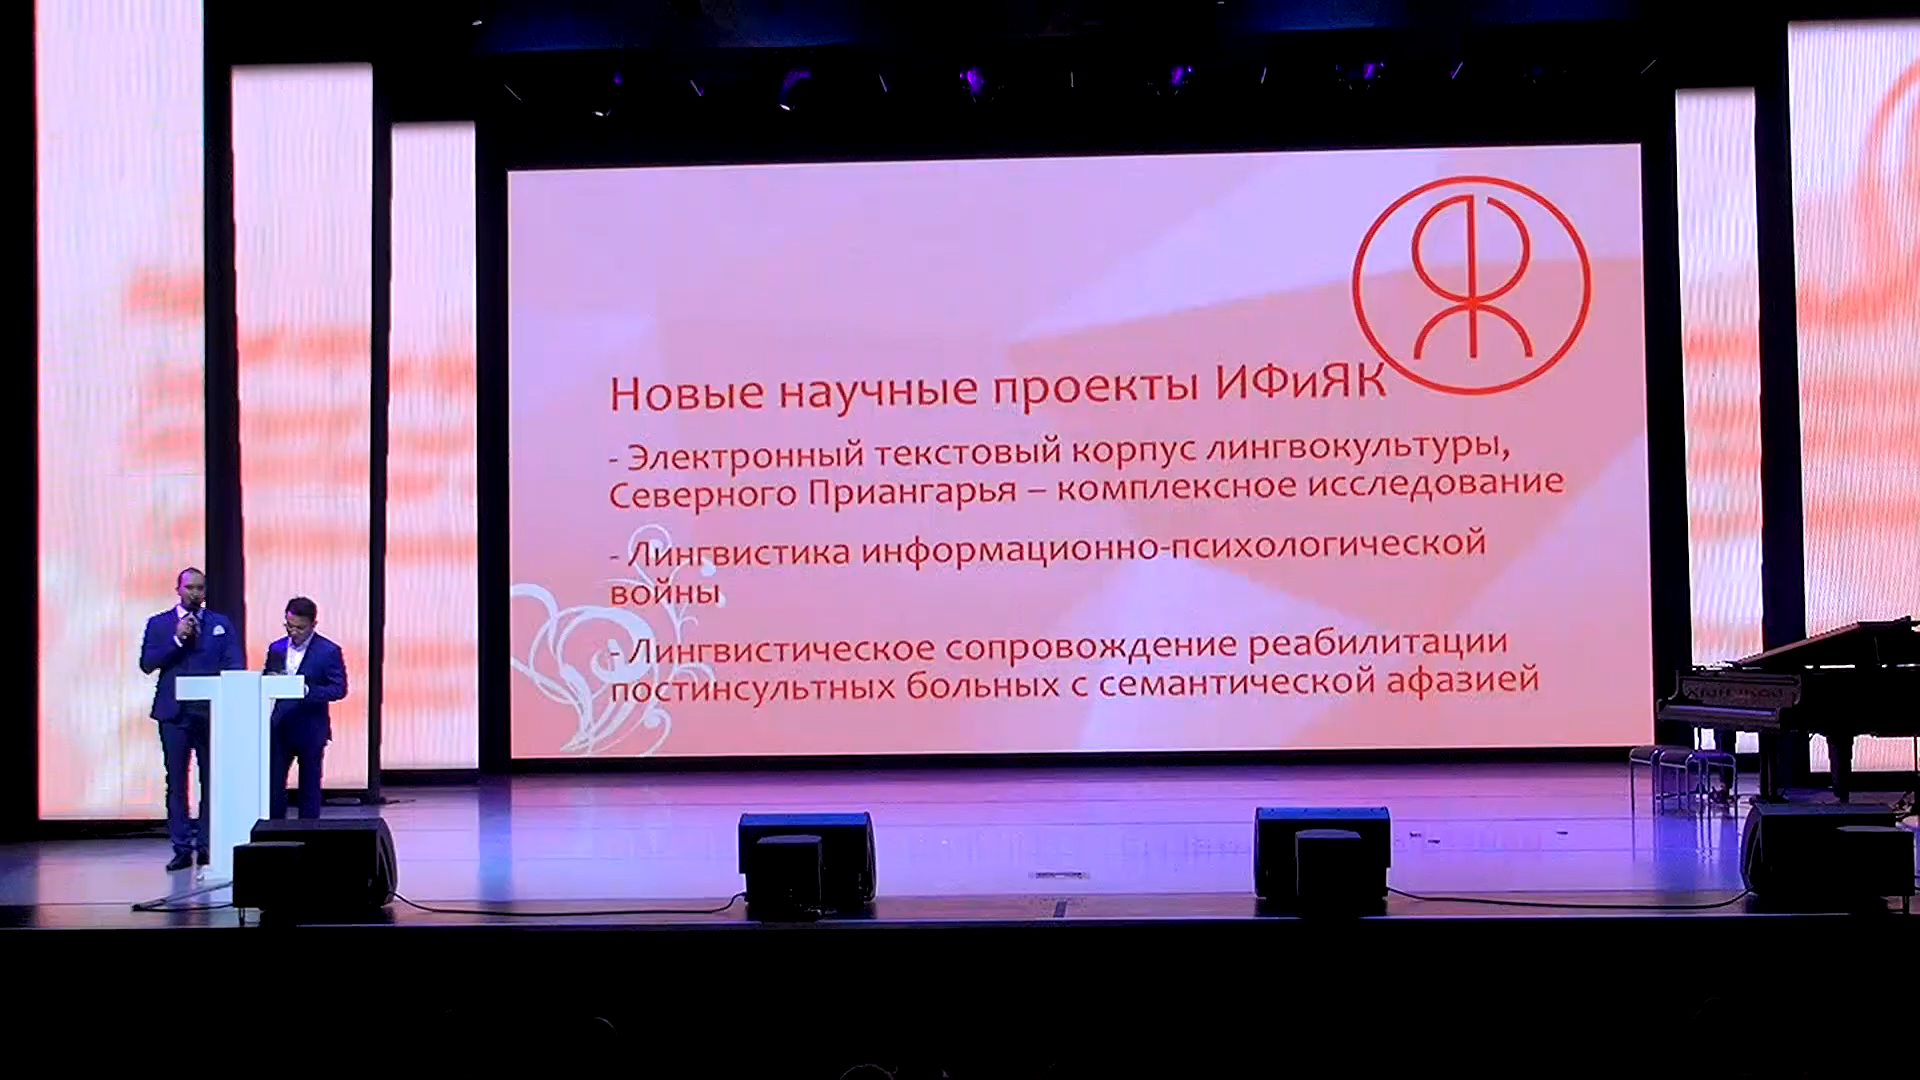 Новые научные проекты ИФиЯК
- Электронный текстовый корпус лингвокультуры,
Северного Приангарья – комплексное исследование
- Лингвистика информационно-психологической
войны
- Лингвистическое сопровождение реабилитации
постинсультных больных с семантической афазией